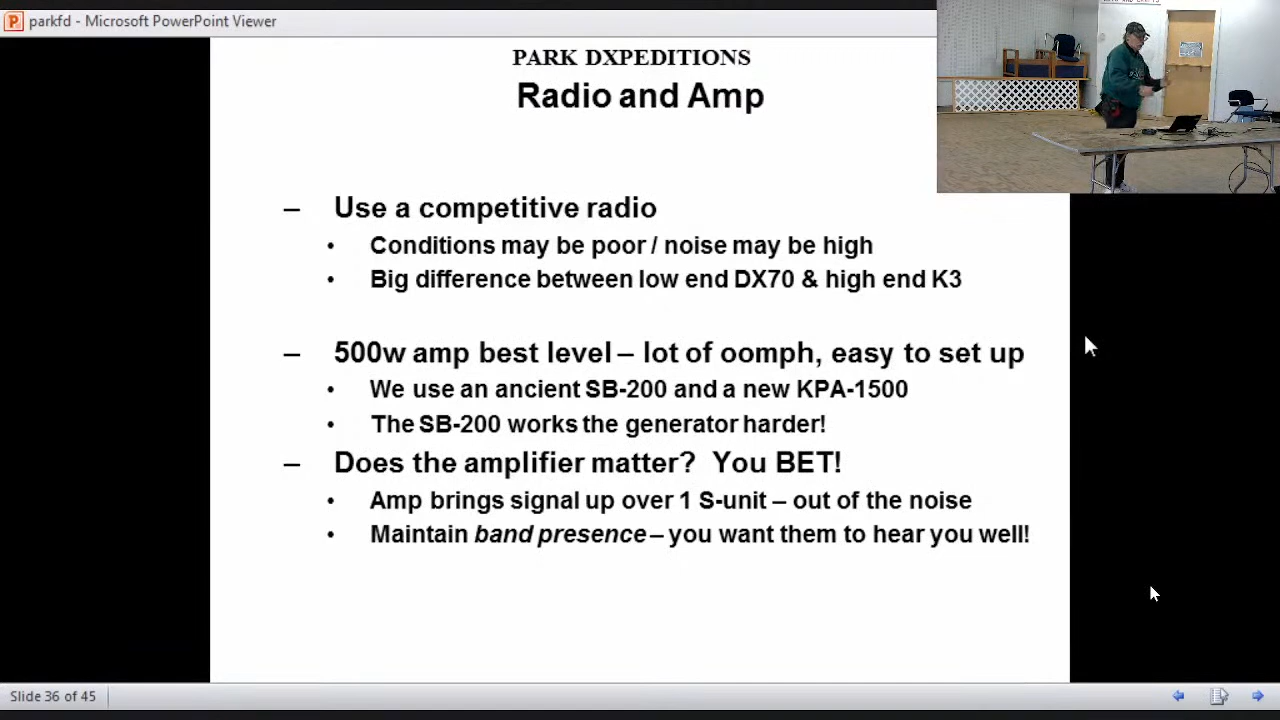 parkfd - Microsoft PowerPoint Viewer
PARK DXPEDITIONS
Radio and Amp
– Use a competitive radio
• Conditions may be poor / noise may be high
• Big difference between low end DX70 & high end K3
– 500w amp best level – lot of oomph, easy to set up
• We use an ancient SB-200 and a new KPA-1500
• The SB-200 works the generator harder!
– Does the amplifier matter? You BET!
• Amp brings signal up over 1 S-unit – out of the noise
• Maintain band presence – you want them to hear you well!
Slide 36 of 45